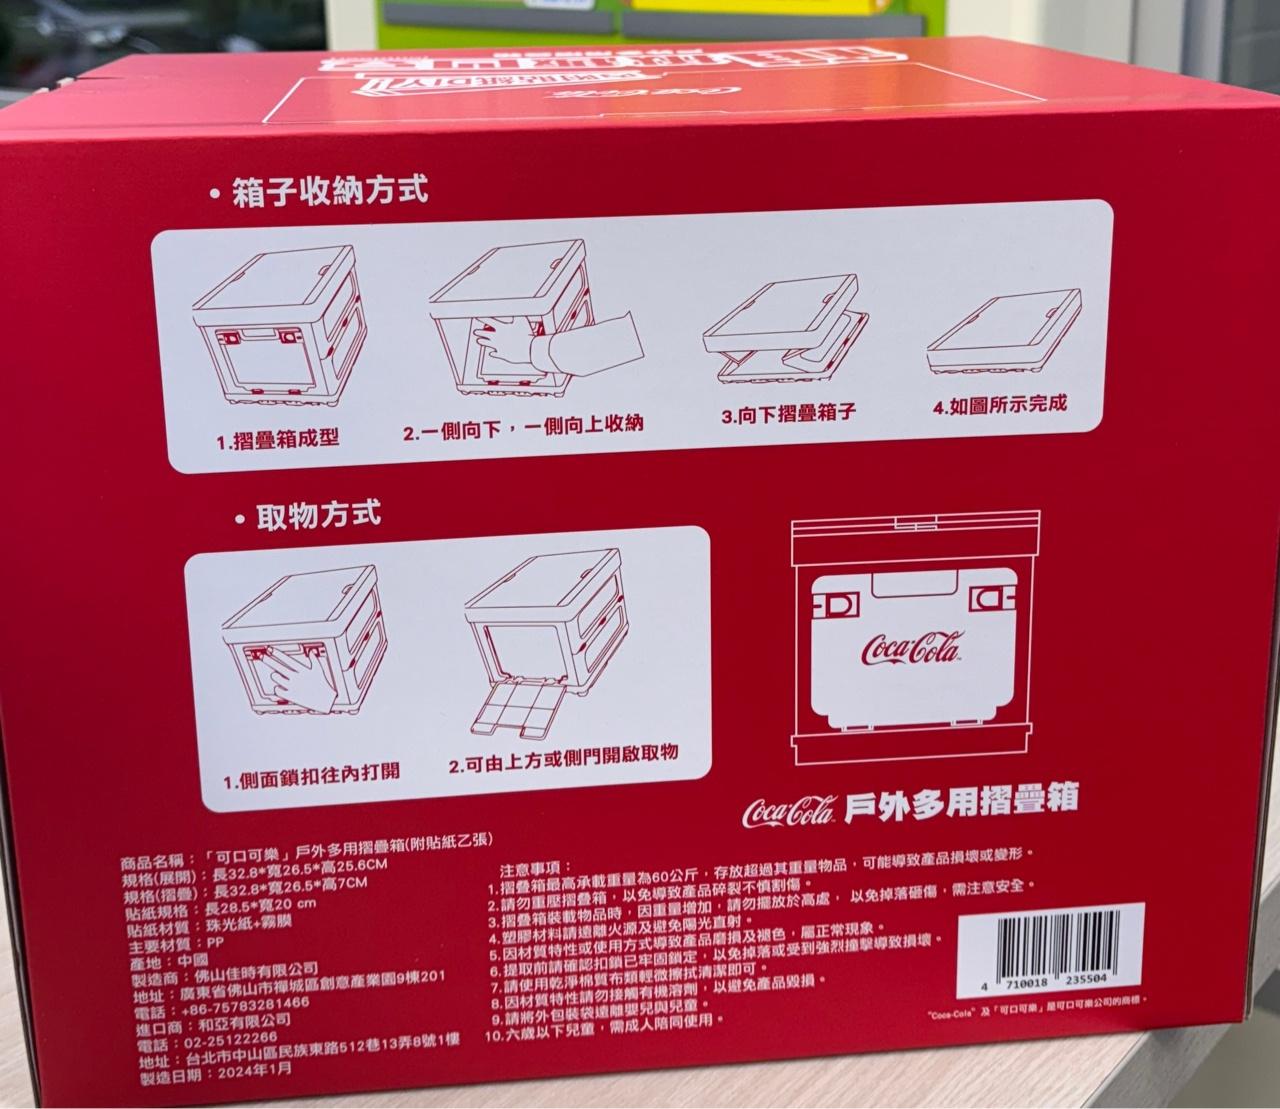 內附貼紙DIY
Coca-Cola
• 箱子收納方式
1.摺疊箱成型
2.一側向下，一側向上收納
3.向下摺疊箱子
4.如圖所示完成
• 取物方式
1.側面鎖扣往內打開
2.可由上方或側門開啟取物
Coca-Cola
Coca-Cola 戶外多用摺疊箱
商品名稱：「可口可樂」戶外多用摺疊箱(附貼紙乙張)
規格(展開)：長32.8*寬26.5*高25.6CM
規格(摺疊)：長32.8*寬26.5*高7CM
貼紙規格：長28.5*寬20 cm
貼紙材質：珠光紙+霧膜
主要材質：PP
產地：中國
製造商：佛山佳時有限公司
地址：廣東省佛山市禪城區創意產業園9棟201
電話：+86-75783281466
進口商：和亞有限公司
電話：02-25122266
地址：台北市中山區民族東路512巷13弄8號1樓
製造日期：2024年1月
注意事項：
1.摺疊箱最高承載重量為60公斤，存放超過其重量物品，可能導致產品損壞或變形。
2.請勿重壓摺疊箱，以免導致產品碎裂不慎割傷。
3.摺疊箱裝載物品時，因重量增加，請勿擺放於高處，以免掉落砸傷，需注意安全。
4.塑膠材料請遠離火源及避免陽光直射。
5.因材質特性或使用方式導致產品磨損及褪色，屬正常現象。
6.提取前請確認扣鎖已牢固鎖定，以免掉落或受到強烈撞擊導致損壞。
7.請使用乾淨棉質布類輕微擦拭清潔即可。
8.因材質特性請勿接觸有機溶劑，以避免產品毀損。
9.請將外包裝袋遠離嬰兒與兒童。
10.六歲以下兒童，需成人陪同使用。
4 710018 235504
"Coca-Cola" 及「可口可樂」是可口可樂公司的商標。